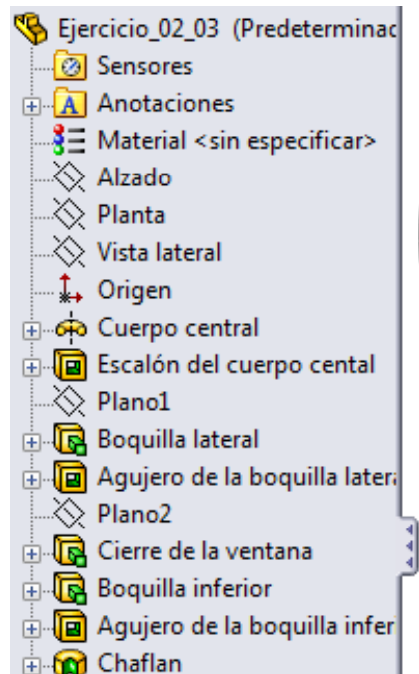 Ejercicio_02_03 (Predeterminac
Sensores
A Anotaciones
Material <sin especificar>
Alzado
Planta
Vista lateral
Origen
Cuerpo central
Escalón del cuerpo cental
Plano1
Boquilla lateral
Agujero de la boquilla latera
Plano2
Cierre de la ventana
Boquilla inferior
Agujero de la boquilla infer
Chaflan